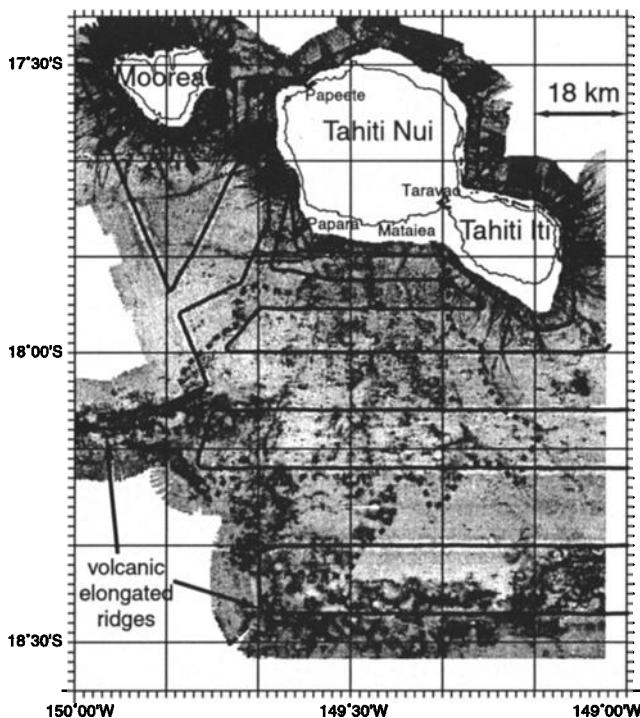 17°30'S
Moorea
18 km
Papeete
Tahiti Nui
Taravao
Papara
Mataiea
Tahiti Iti
18°00'S
volcanic
elongated
ridges
18°30'S
150°00'W
149°30'W
149°00'W